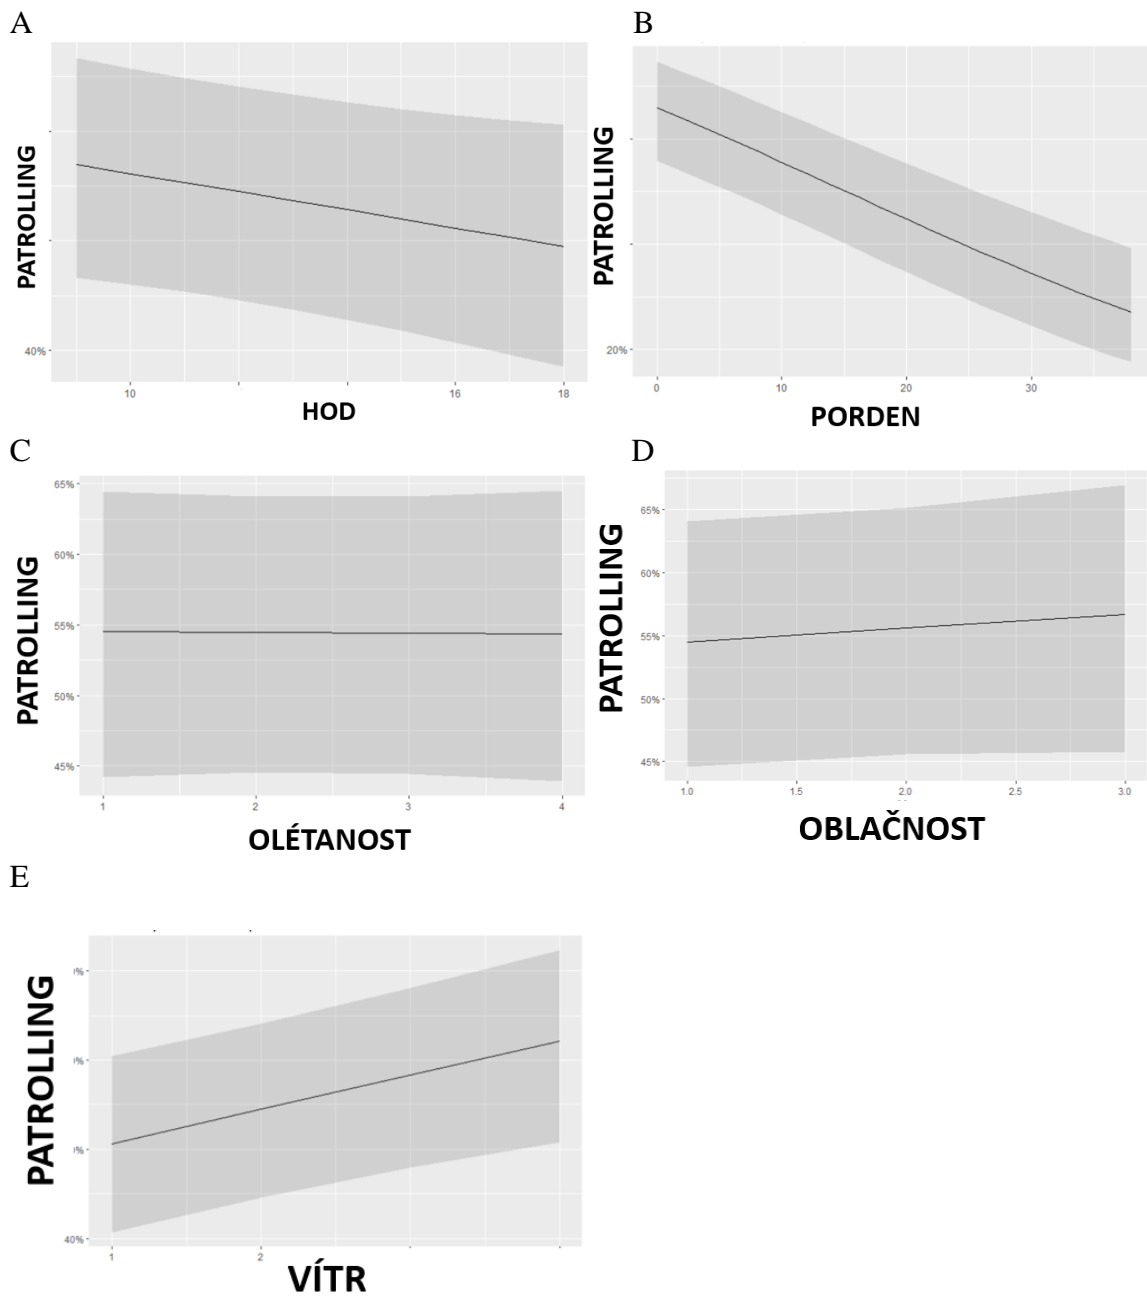 A
PATROLLING
40%
10
16
18
HOD
B
PATROLLING
20%
0
10
20
30
PORDEN
C
PATROLLING
65%
60%
55%
50%
45%
1
2
3
4
OLÉTANOST
D
PATROLLING
65%
60%
55%
50%
45%
1.0
1.5
2.0
2.5
3.0
OBLAČNOST
E
PATROLLING
40%
1
2
VÍTR